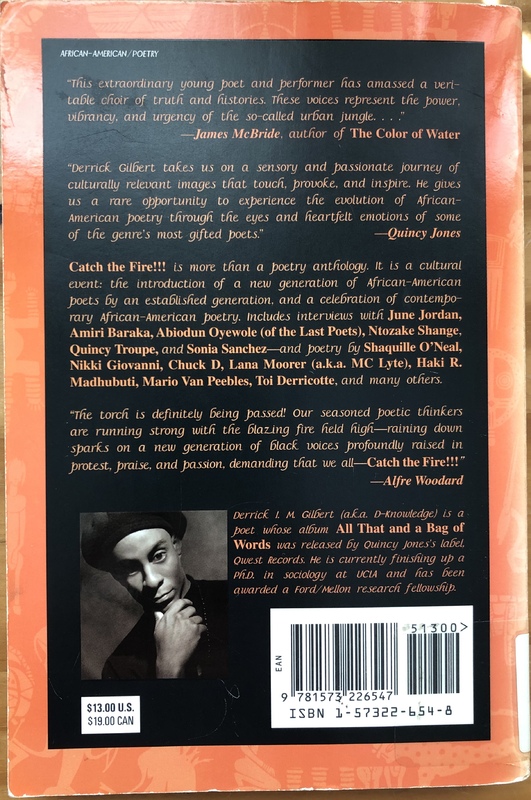 AFRICAN-AMERICAN/POETRY
"This extraordinary young poet and performer has amassed a veri-
table choir of truth and histories. These voices represent the power,
vibrancy, and urgency of the so-called urban jungle. . . ."
—James McBride, author of The Color of Water
"Derrick Gilbert takes us on a sensory and passionate journey of
culturally relevant images that touch, provoke, and inspire. He gives
us a rare opportunity to experience the evolution of African-
American poetry through the eyes and heartfelt emotions of some
of the genre's most gifted poets." —Quincy Jones
Catch the Fire!!! is more than a poetry anthology. It is a cultural
event: the introduction of a new generation of African-American
poets by an established generation, and a celebration of contempo-
rary African-American poetry. Includes interviews with June Jordan,
Amiri Baraka, Abiodun Oyewole (of the Last Poets), Ntozake Shange,
Quincy Troupe, and Sonia Sanchez—and poetry by Shaquille O'Neal,
Nikki Giovanni, Chuck D, Lana Moorer (a.k.a. MC Lyte), Haki R.
Madhubuti, Mario Van Peebles, Toi Derricotte, and many others.
"The torch is definitely being passed! Our seasoned poetic thinkers
are running strong with the blazing fire held high—raining down
sparks on a new generation of black voices profoundly raised in
protest, praise, and passion, demanding that we all—Catch the Fire!!!"
—Alfre Woodard
Derrick I. M. Gilbert (a.k.a. D-Knowledge) is a
poet whose album All That and a Bag of
Words was released by Quincy Jones's label,
Qwest Records. He is currently finishing up a
Ph.D. in sociology at UCLA and has been
awarded a Ford/Mellon research fellowship.
51300>
EAN
9 781573 226547
ISBN 1-57322-654-8
$13.00 U.S.
$19.00 CAN